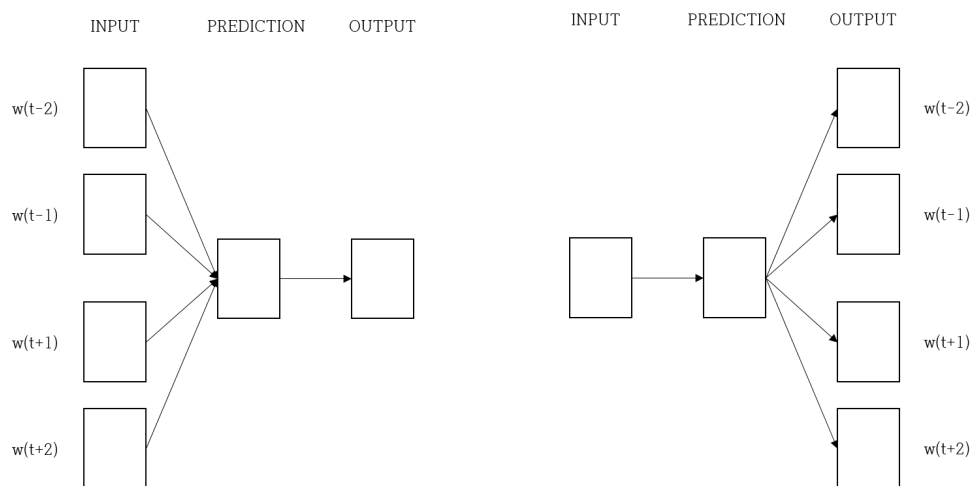 INPUT PREDICTION OUTPUT
w(t-2)
w(t-1)
w(t+1)
w(t+2)
INPUT PREDICTION OUTPUT
w(t-2)
w(t-1)
w(t+1)
w(t+2)